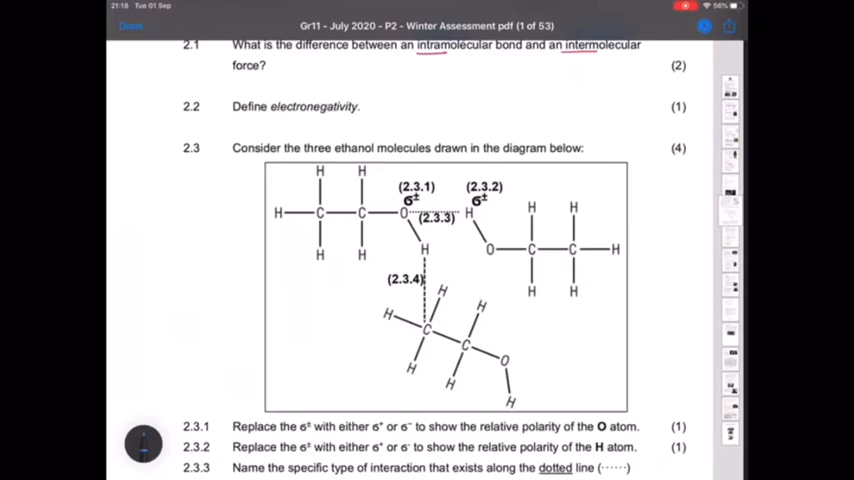 21:18 Tue 01 Sep
56%
Done
Gr11 - July 2020 - P2 - Winter Assessment pdf (1 of 53)
2.1 What is the difference between an intramolecular bond and an intermolecular
force? (2)
2.2 Define electronegativity. (1)
2.3 Consider the three ethanol molecules drawn in the diagram below: (4)
H H
(2.3.1) (2.3.2)
б± б±
H C C O (2.3.3) H H H
H H H O C C H
(2.3.4)
H H H
H H
C C O
H H H
2.3.1 Replace the б± with either б⁺ or б⁻ to show the relative polarity of the O atom. (1)
2.3.2 Replace the б± with either б⁺ or б⁻ to show the relative polarity of the H atom. (1)
2.3.3 Name the specific type of interaction that exists along the dotted line (······)